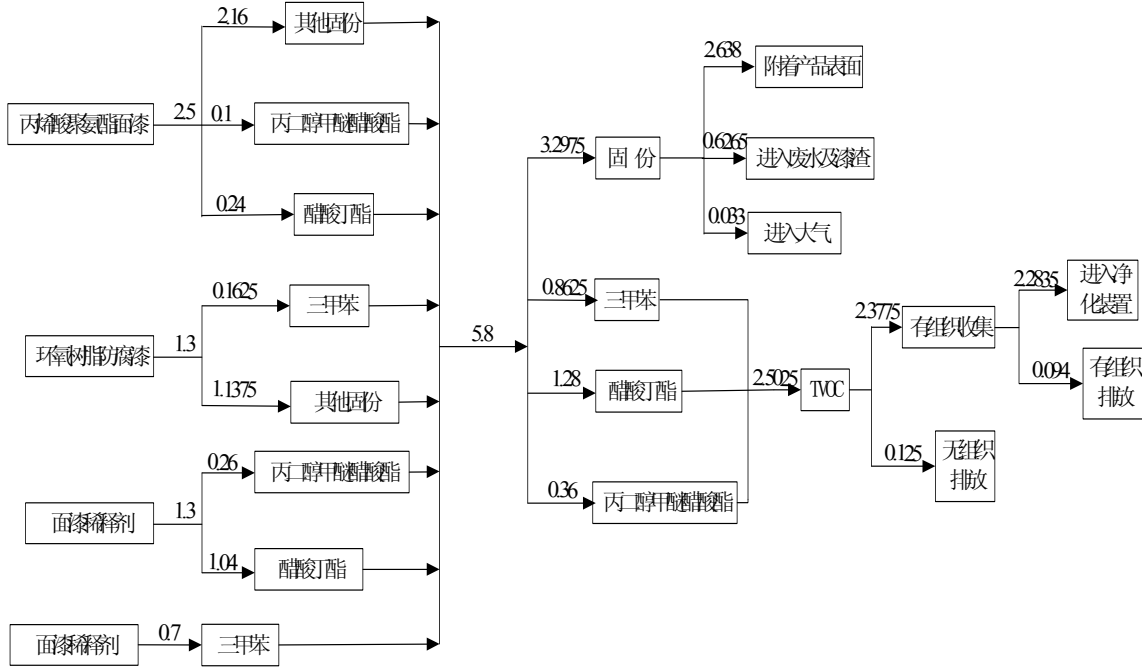 2.16
其他固份
2.5
丙烯酸聚氨酯面漆
0.1
丙二醇甲醚醋酸酯
0.24
醋酸丁酯
0.1625
二甲苯
1.3
环氧树脂防腐漆
1.1375
其他固份
0.26
丙二醇甲醚醋酸酯
1.3
面漆稀释剂
1.04
醋酸丁酯
0.7
面漆稀释剂
二甲苯
5.8
3.2975
固份
2.638
附着产品表面
0.6265
进入废水及漆渣
0.033
进入大气
0.8625
二甲苯
1.28
醋酸丁酯
0.36
丙二醇甲醚醋酸酯
2.5025
TVOC
2.3775
有组织收集
2.2835
进入净
化装置
0.094
有组织
排放
0.125
无组织
排放